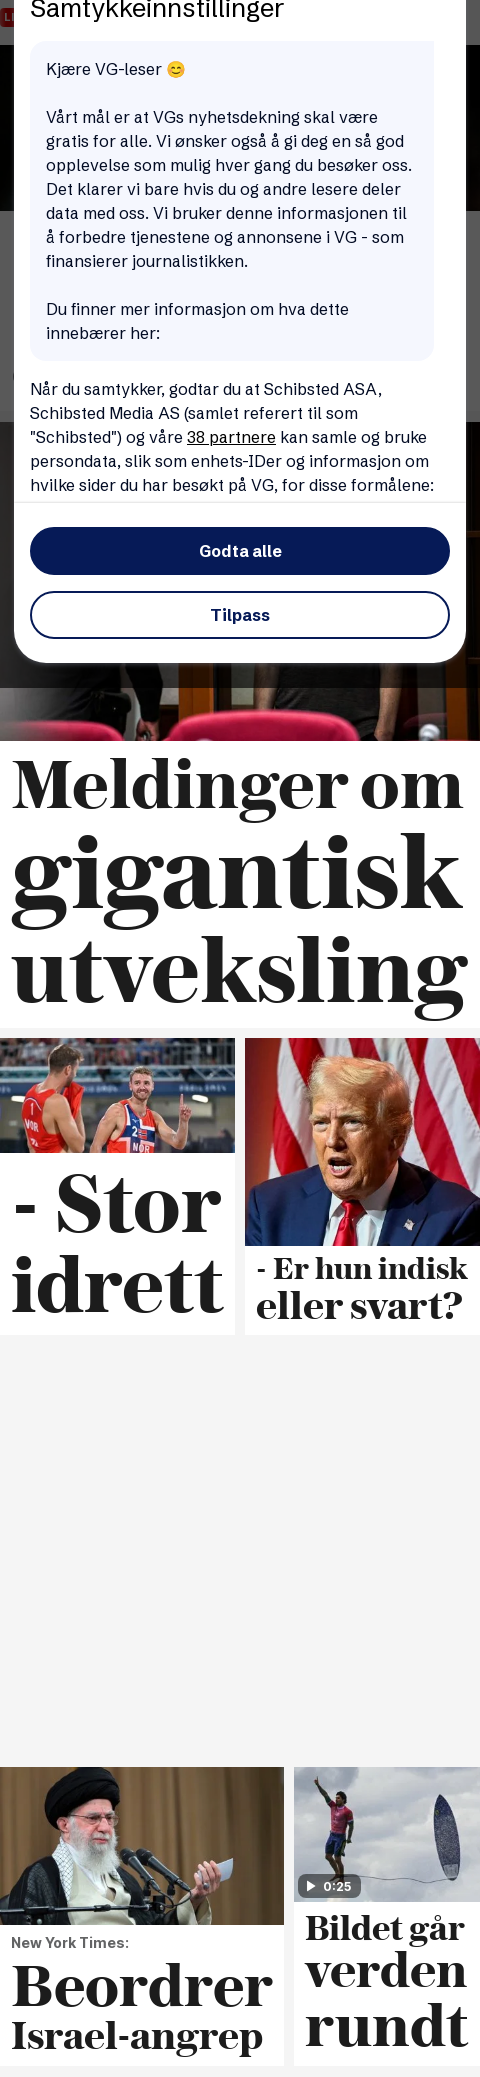 Samtykkeinnstillinger
Kjære VG-leser 😊
Vårt mål er at VGs nyhetsdekning skal være
gratis for alle. Vi ønsker også å gi deg en så god
opplevelse som mulig hver gang du besøker oss.
Det klarer vi bare hvis du og andre lesere deler
data med oss. Vi bruker denne informasjonen til
å forbedre tjenestene og annonsene i VG - som
finansierer journalistikken.
Du finner mer informasjon om hva dette
innebærer her:
Når du samtykker, godtar du at Schibsted ASA,
Schibsted Media AS (samlet referert til som
"Schibsted") og våre 38 partnere kan samle og bruke
persondata, slik som enhets-IDer og informasjon om
hvilke sider du har besøkt på VG, for disse formålene:
Godta alle
Tilpass
Meldinger om
gigantisk
utveksling
- Stor
idrett
- Er hun indisk
eller svart?
New York Times:
Beordrer
Israel-angrep
0:25
Bildet går
verden
rundt